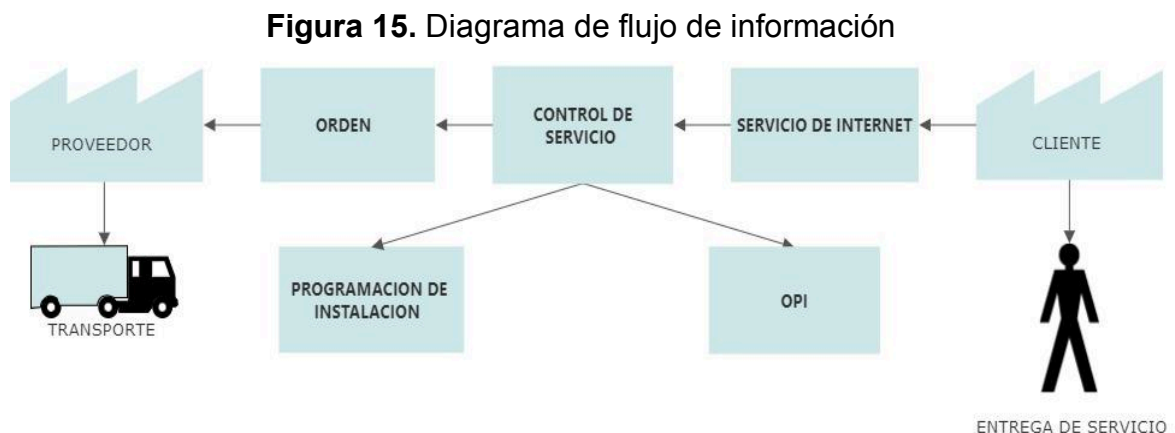 Figura 15. Diagrama de flujo de información
PROVEEDOR
ORDEN
CONTROL DE
SERVICIO
SERVICIO DE INTERNET
CLIENTE
TRANSPORTE
PROGRAMACION DE
INSTALACION
OPI
ENTREGA DE SERVICIO